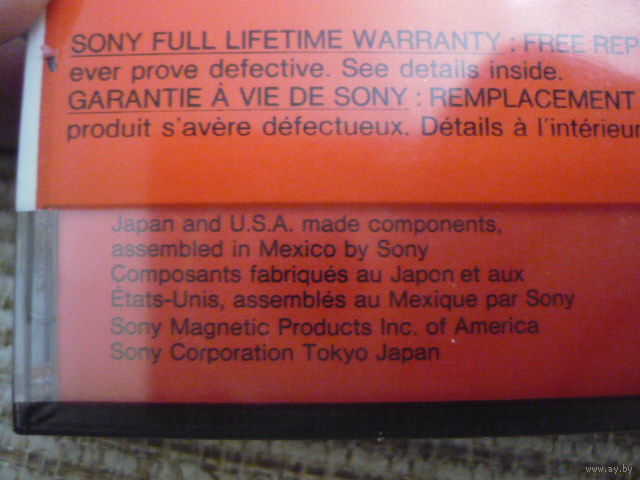 SONY FULL LIFETIME WARRANTY : FREE REP
ever prove defective. See details inside.
GARANTIE À VIE DE SONY : REMPLACEMENT
produit s'avère défectueux. Détails à l'intérieur
Japan and U.S.A. made components,
assembled in Mexico by Sony
Composants fabriqués au Japon et aux
États-Unis, assemblés au Mexique par Sony
Sony Magnetic Products Inc. of America
Sony Corporation Tokyo Japan
www.ay.by